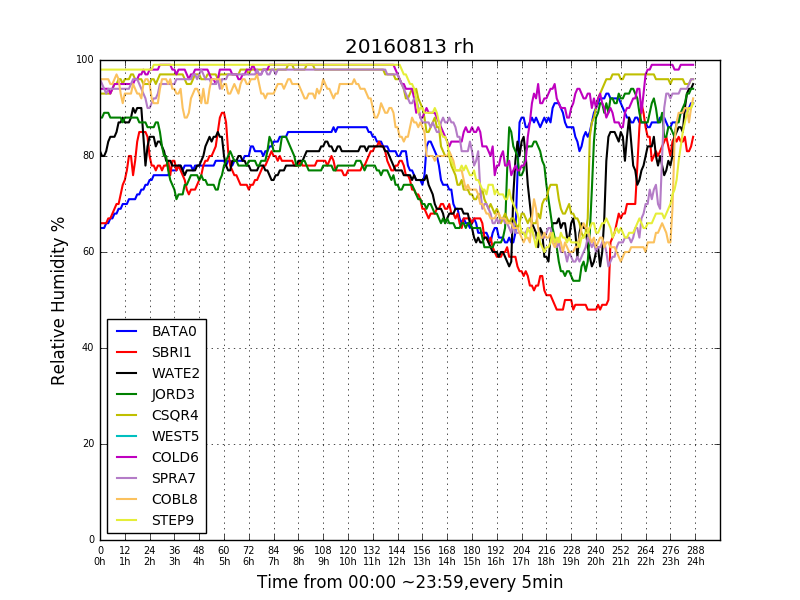 20160813 rh
100
80
60
40
20
0
Relative Humidity %
BATA0
SBRI1
WATE2
JORD3
CSQR4
WEST5
COLD6
SPRA7
COBL8
STEP9
0 12 24 36 48 60 72 84 96 108 120 132 144 156 168 180 192 204 216 228 240 252 264 276 288
0h 1h 2h 3h 4h 5h 6h 7h 8h 9h 10h 11h 12h 13h 14h 15h 16h 17h 18h 19h 20h 21h 22h 23h 24h
Time from 00:00 ~23:59,every 5min